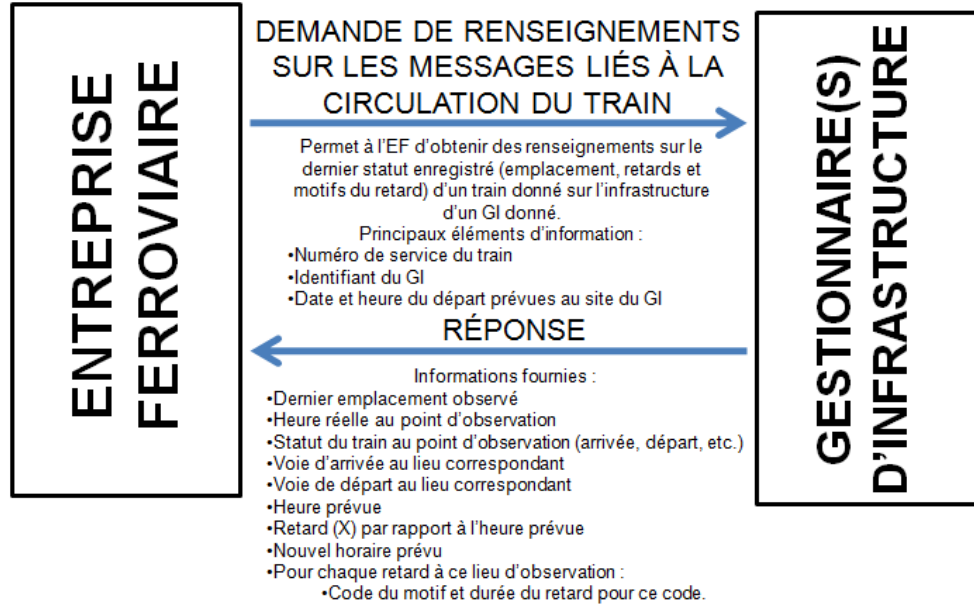 ENTREPRISE
FERROVIAIRE
DEMANDE DE RENSEIGNEMENTS
SUR LES MESSAGES LIÉS À LA
CIRCULATION DU TRAIN
Permet à l'EF d'obtenir des renseignements sur le
dernier statut enregistré (emplacement, retards et
motifs du retard) d'un train donné sur l'infrastructure
d'un GI donné.
Principaux éléments d'information :
•Numéro de service du train
•Identifiant du GI
•Date et heure du départ prévues au site du GI
RÉPONSE
Informations fournies :
•Dernier emplacement observé
•Heure réelle au point d'observation
•Statut du train au point d'observation (arrivée, départ, etc.)
•Voie d'arrivée au lieu correspondant
•Voie de départ au lieu correspondant
•Heure prévue
•Retard (X) par rapport à l'heure prévue
•Nouvel horaire prévu
•Pour chaque retard à ce lieu d'observation :
•Code du motif et durée du retard pour ce code.
GESTIONNAIRE(S)
D'INFRASTRUCTURE